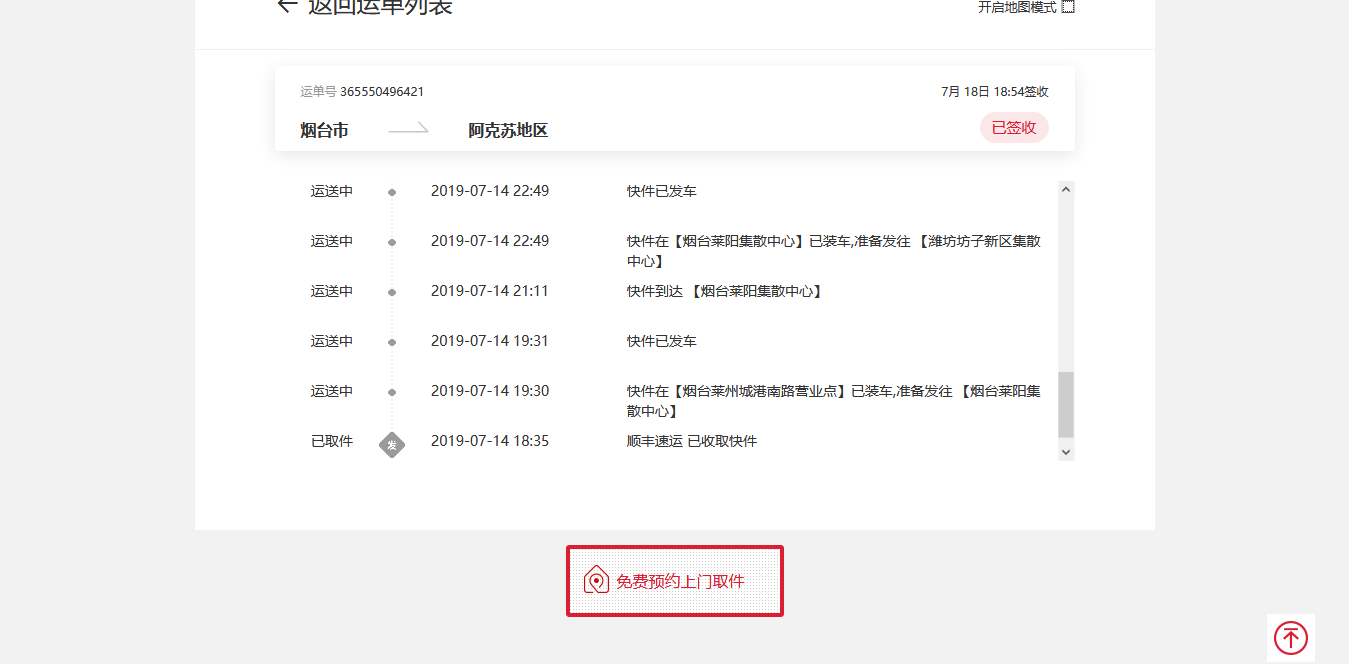 返回运单列表
开启地图模式
运单号 365550496421
7月 18日 18:54签收
烟台市
阿克苏地区
已签收
运送中 2019-07-14 22:49 快件已发车
运送中 2019-07-14 22:49 快件在【烟台莱阳集散中心】已装车,准备发往 【潍坊坊子新区集散
中心】
运送中 2019-07-14 21:11 快件到达 【烟台莱阳集散中心】
运送中 2019-07-14 19:31 快件已发车
运送中 2019-07-14 19:30 快件在【烟台莱州城港南路营业点】已装车,准备发往 【烟台莱阳集
散中心】
已取件 发 2019-07-14 18:35 顺丰速运 已收取快件
免费预约上门取件